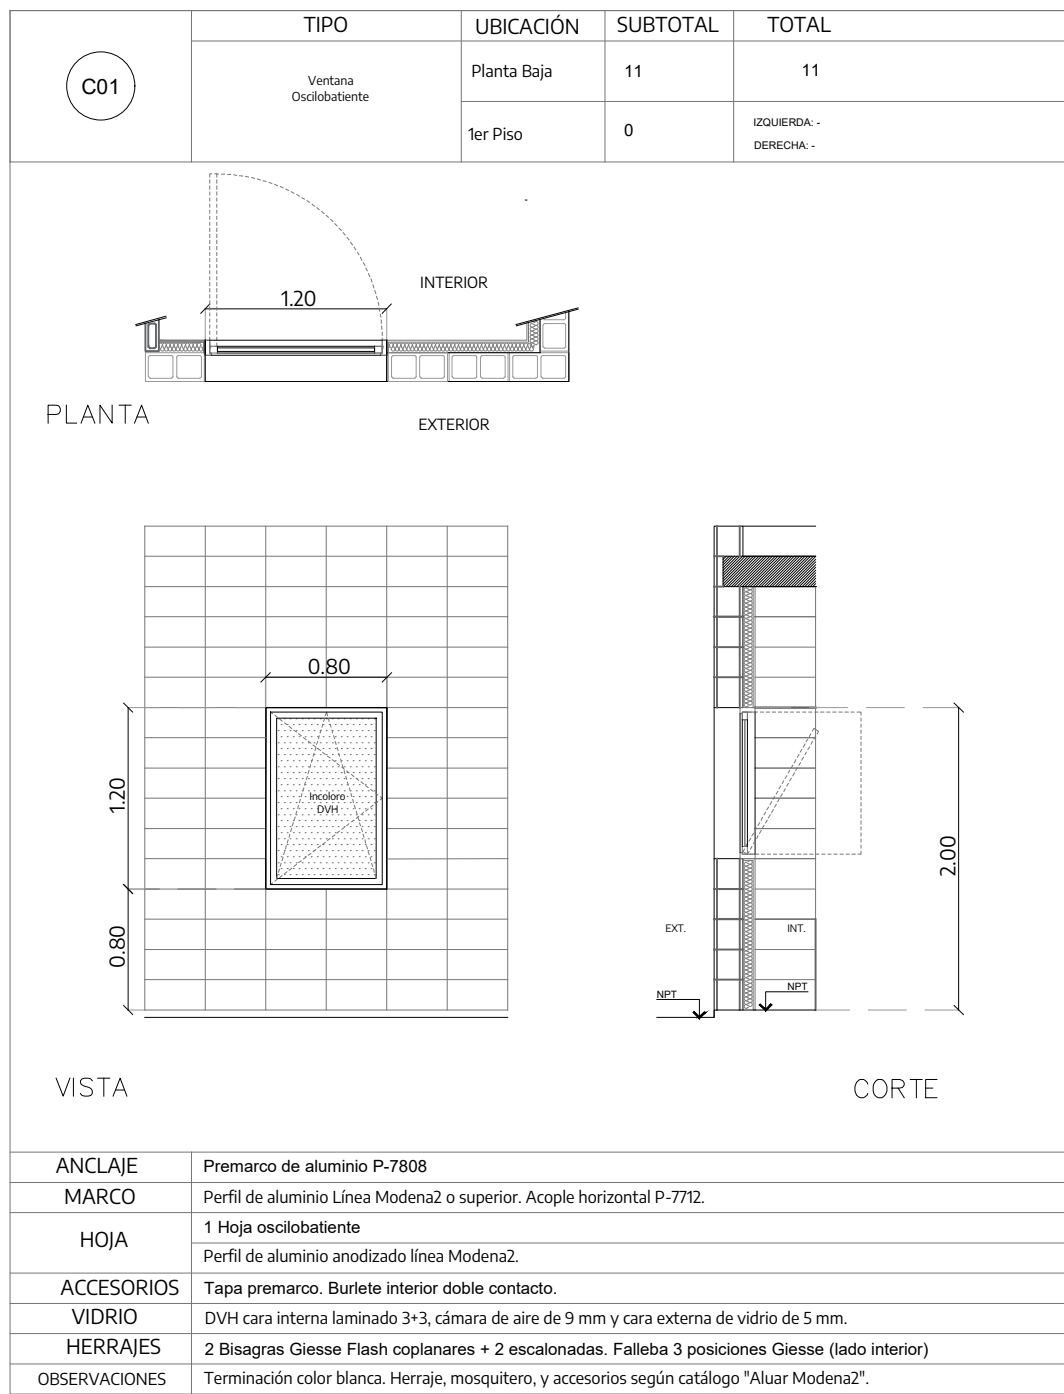 TIPO
UBICACIÓN
SUBTOTAL
TOTAL
C01
Ventana
Oscilobatiente
Planta Baja
11
11
1er Piso
0
IZQUIERDA: -
DERECHA: -
-
INTERIOR
1.20
PLANTA
EXTERIOR
0.80
1.20
Incoloro
DVH
2.00
0.80
EXT.
INT.
NPT
NPT
VISTA
CORTE
ANCLAJE
Premarco de aluminio P-7808
MARCO
Perfil de aluminio Línea Modena2 o superior. Acople horizontal P-7712.
HOJA
1 Hoja oscilobatiente
Perfil de aluminio anodizado línea Modena2.
ACCESORIOS
Tapa premarco. Burlete interior doble contacto.
VIDRIO
DVH cara interna laminado 3+3, cámara de aire de 9 mm y cara externa de vidrio de 5 mm.
HERRAJES
2 Bisagras Giesse Flash coplanares + 2 escalonadas. Falleba 3 posiciones Giesse (lado interior)
OBSERVACIONES
Terminación color blanca. Herraje, mosquitero, y accesorios según catálogo "Aluar Modena2".